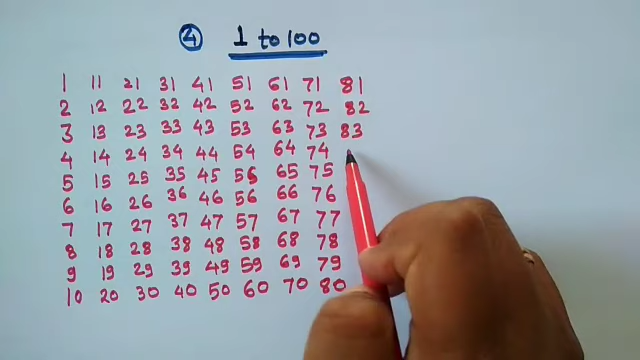 4 1 to 100
1 11 21 31 41 51 61 71 81
2 12 22 32 42 52 62 72 82
3 13 23 33 43 53 63 73 83
4 14 24 34 44 54 64 74
5 15 25 35 45 55 65 75
6 16 26 36 46 56 66 76
7 17 27 37 47 57 67 77
8 18 28 38 48 58 68 78
9 19 29 39 49 59 69 79
10 20 30 40 50 60 70 80